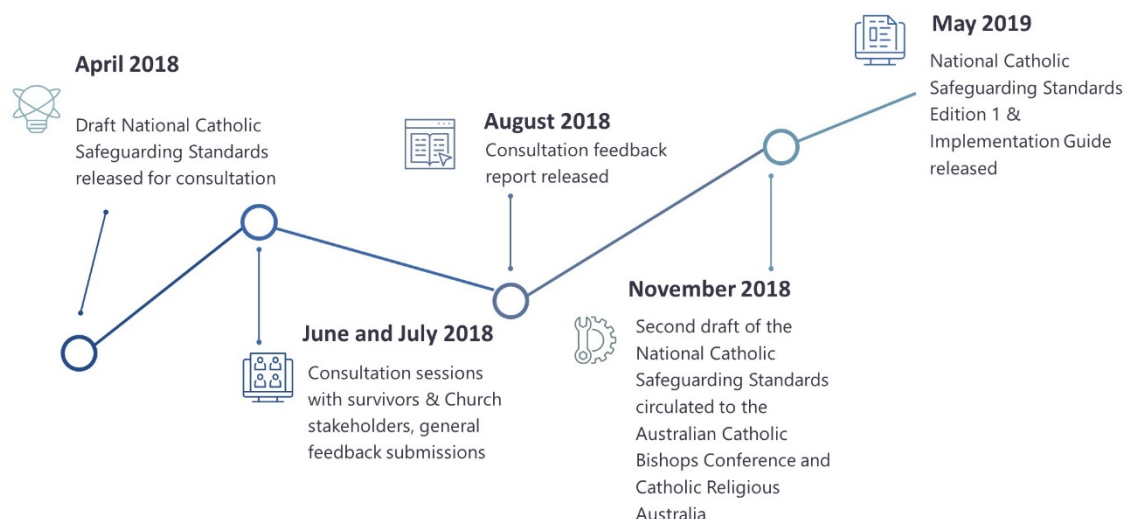 April 2018
Draft National Catholic
Safeguarding Standards
released for consultation
June and July 2018
Consultation sessions
with survivors & Church
stakeholders, general
feedback submissions
August 2018
Consultation feedback
report released
November 2018
Second draft of the
National Catholic
Safeguarding Standards
circulated to the
Australian Catholic
Bishops Conference and
Catholic Religious
Australia
May 2019
National Catholic
Safeguarding Standards
Edition 1 &
Implementation Guide
released